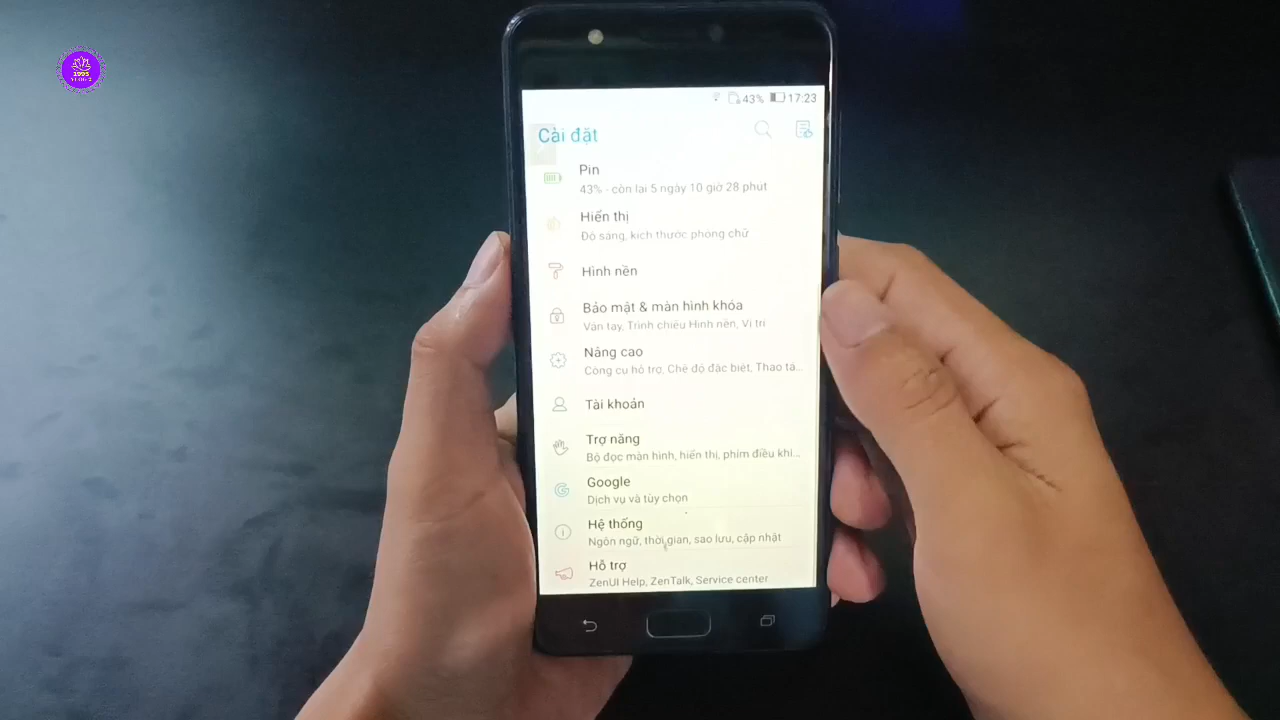 1995
VLOG 2
43% 17:23
Cài đặt
Pin
43% - còn lại 5 ngày 10 giờ 28 phút
Hiển thị
Độ sáng, kích thước phông chữ
Hình nền
Bảo mật & màn hình khóa
Vân tay, Trình chiếu Hình nền, Vị trí
Nâng cao
Công cụ hỗ trợ, Chế độ đặc biệt, Thao tá...
Tài khoản
Trợ năng
Bộ đọc màn hình, hiển thị, phím điều khi...
Google
Dịch vụ và tùy chọn
Hệ thống
Ngôn ngữ, thời gian, sao lưu, cập nhật
Hỗ trợ
ZenUI Help, ZenTalk, Service center